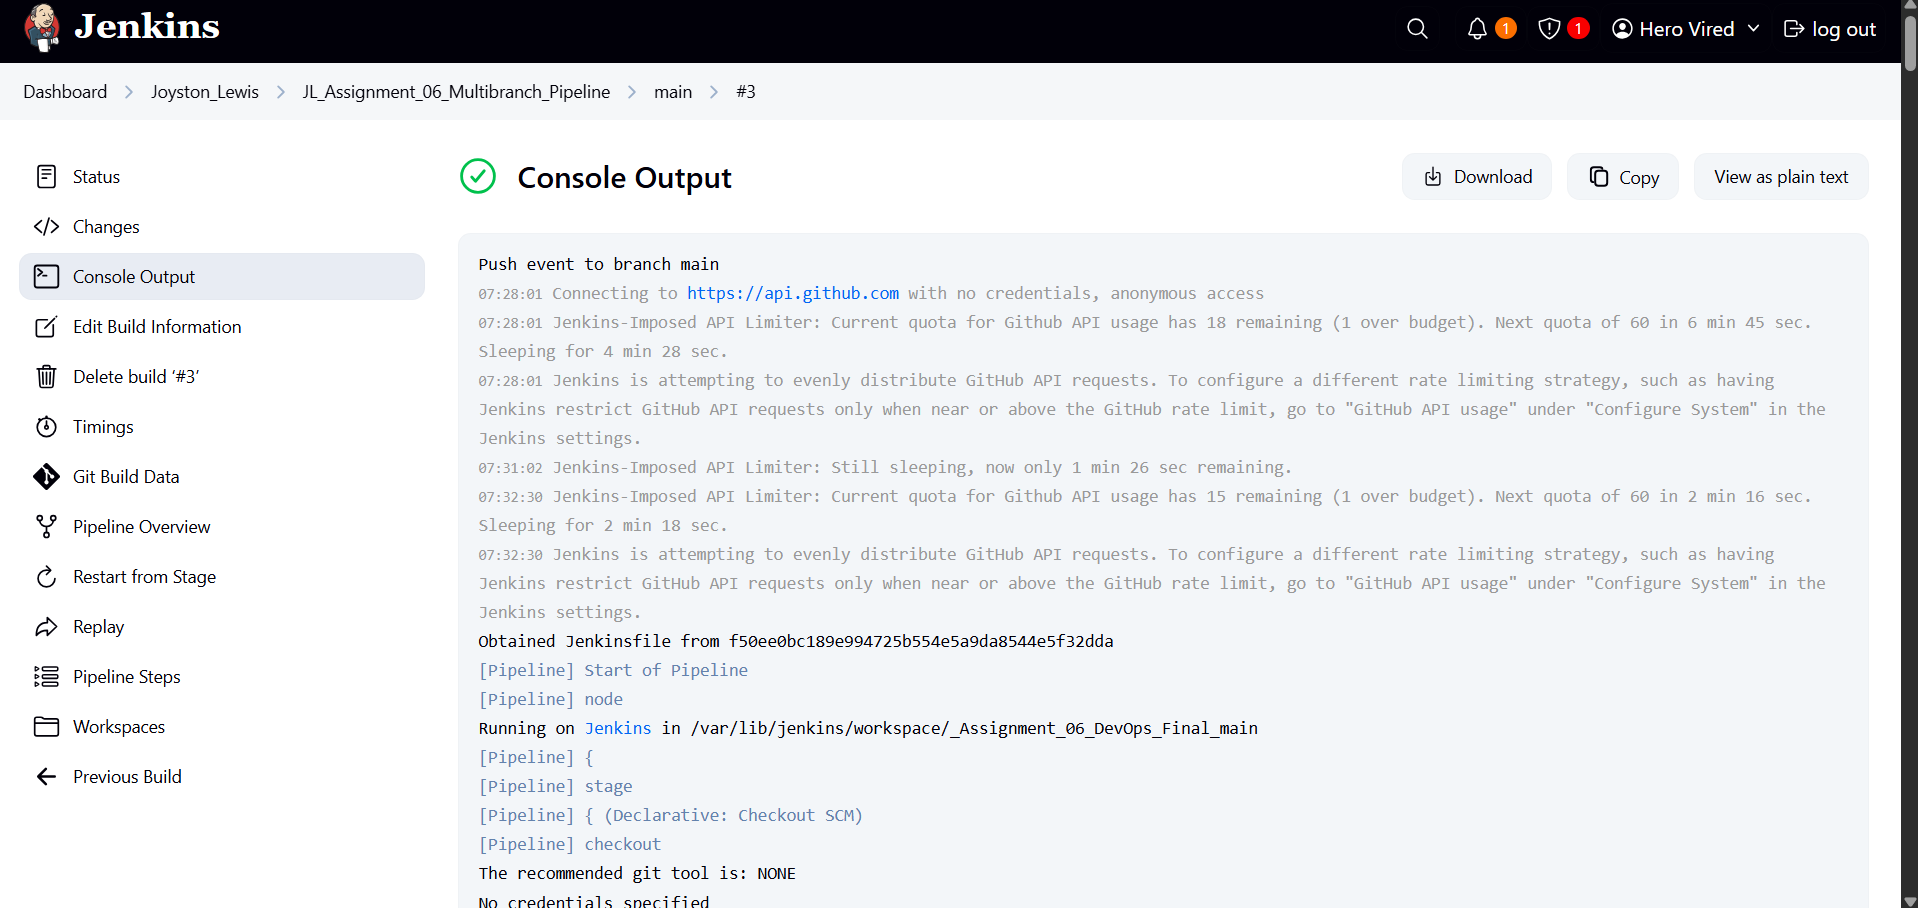 Jenkins
1
1
Hero Vired
log out
Dashboard
Joyston_Lewis
JL_Assignment_06_Multibranch_Pipeline
main
#3
Status
Changes
Console Output
Edit Build Information
Delete build ‘#3’
Timings
Git Build Data
Pipeline Overview
Restart from Stage
Replay
Pipeline Steps
Workspaces
Previous Build
Console Output
Download
Copy
View as plain text
Push event to branch main
07:28:01 Connecting to https://api.github.com with no credentials, anonymous access
07:28:01 Jenkins-Imposed API Limiter: Current quota for Github API usage has 18 remaining (1 over budget). Next quota of 60 in 6 min 45 sec.
Sleeping for 4 min 28 sec.
07:28:01 Jenkins is attempting to evenly distribute GitHub API requests. To configure a different rate limiting strategy, such as having
Jenkins restrict GitHub API requests only when near or above the GitHub rate limit, go to "GitHub API usage" under "Configure System" in the
Jenkins settings.
07:31:02 Jenkins-Imposed API Limiter: Still sleeping, now only 1 min 26 sec remaining.
07:32:30 Jenkins-Imposed API Limiter: Current quota for Github API usage has 15 remaining (1 over budget). Next quota of 60 in 2 min 16 sec.
Sleeping for 2 min 18 sec.
07:32:30 Jenkins is attempting to evenly distribute GitHub API requests. To configure a different rate limiting strategy, such as having
Jenkins restrict GitHub API requests only when near or above the GitHub rate limit, go to "GitHub API usage" under "Configure System" in the
Jenkins settings.
Obtained Jenkinsfile from f50ee0bc189e994725b554e5a9da8544e5f32dda
[Pipeline] Start of Pipeline
[Pipeline] node
Running on Jenkins in /var/lib/jenkins/workspace/_Assignment_06_DevOps_Final_main
[Pipeline] {
[Pipeline] stage
[Pipeline] { (Declarative: Checkout SCM)
[Pipeline] checkout
The recommended git tool is: NONE
No credentials specified